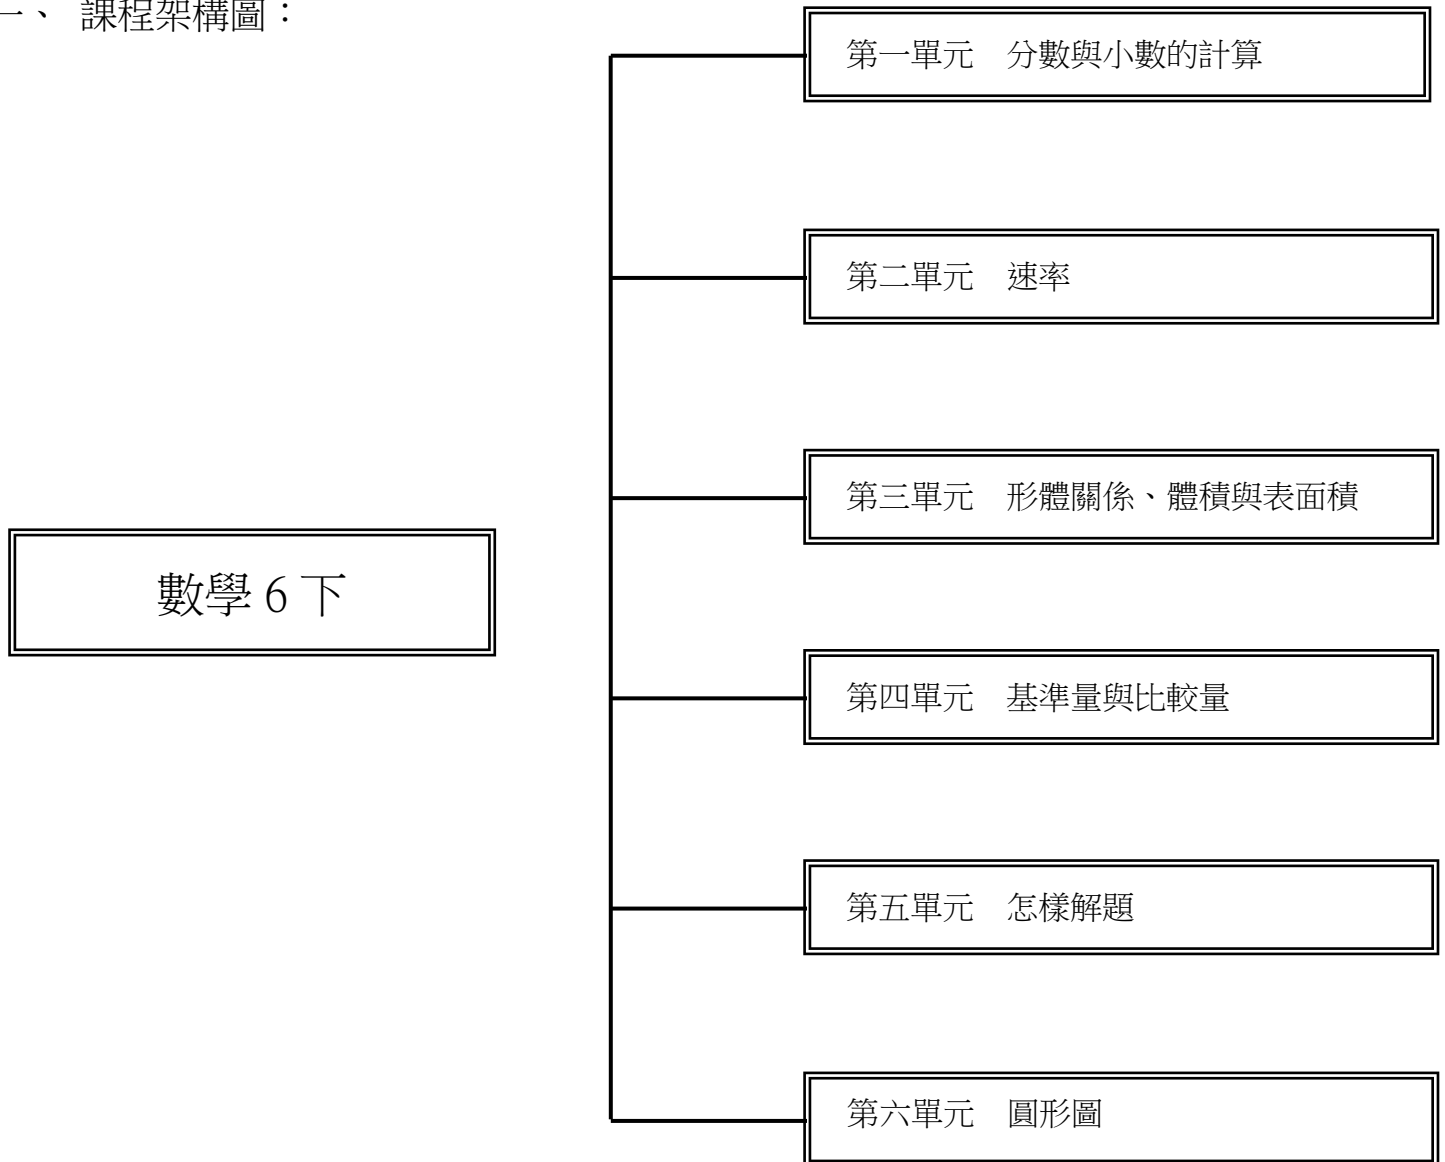 一、 課程架構圖：
第一單元　分數與小數的計算
第二單元　速率
第三單元　形體關係、體積與表面積
數學 6 下
第四單元　基準量與比較量
第五單元　怎樣解題
第六單元　圓形圖